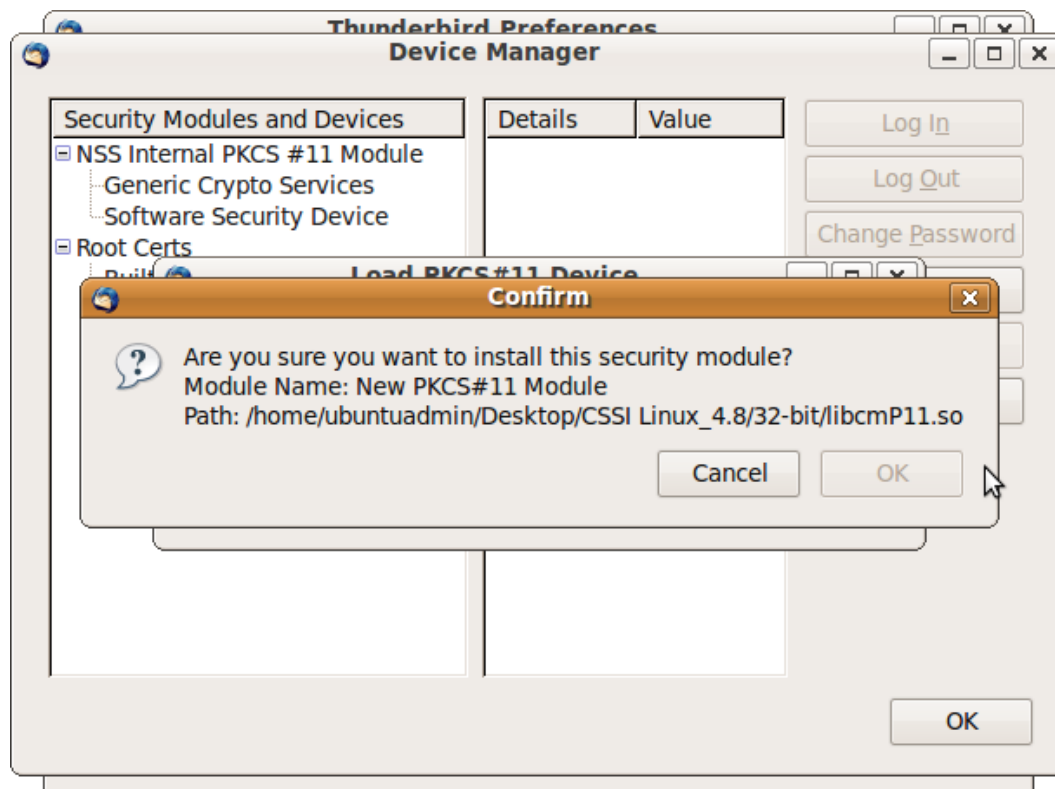 Thunderbird Preferences
Device Manager
Security Modules and Devices
Details
Value
Log In
NSS Internal PKCS #11 Module
Generic Crypto Services
Log Out
Software Security Device
Change Password
Root Certs
Load PKCS#11 Device
Confirm
Are you sure you want to install this security module?
Module Name: New PKCS#11 Module
Path: /home/ubuntuadmin/Desktop/CSSI Linux_4.8/32-bit/libcmP11.so
Cancel
OK
OK